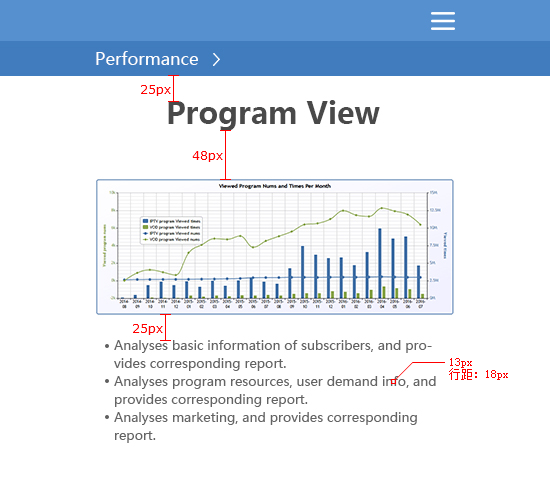 Performance
25px
Program View
48px
Viewed Program Nums and Times Per Month
IPTV program Viewed times
VOD program Viewed times
IPTV program Viewed nums
VOD program Viewed nums
25px
• Analyses basic information of subscribers, and pro-
vides corresponding report.
13px
行距：18px
• Analyses program resources, user demand info, and
provides corresponding report.
• Analyses marketing, and provides corresponding
report.